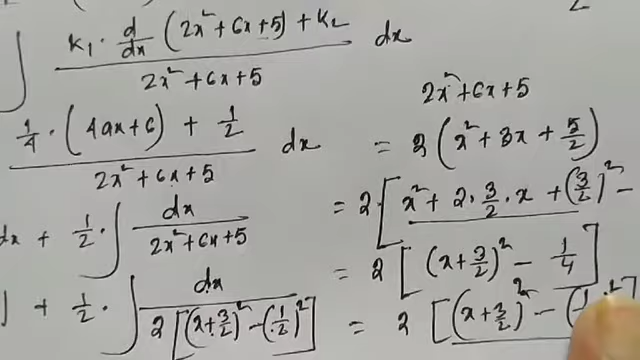 ∫ (k₁ · d/dx (2x²+6x+5) + k₂) / (2x²+6x+5) dx
2x²+6x+5
(1/4 · (4ax+6) + 1/2) / (2x²+6x+5) dx
= 2(x²+3x+5/2)
dx + 1/2 · ∫ dx / (2x²+6x+5)
= 2[x²+2·3/2·x+(3/2)² −
= 2[(x+3/2)² − 1/4]
+ 1/2 · ∫ dx / 2[(x+3/2)² − (1/2)²]
= 2[(x+3/2)² − (